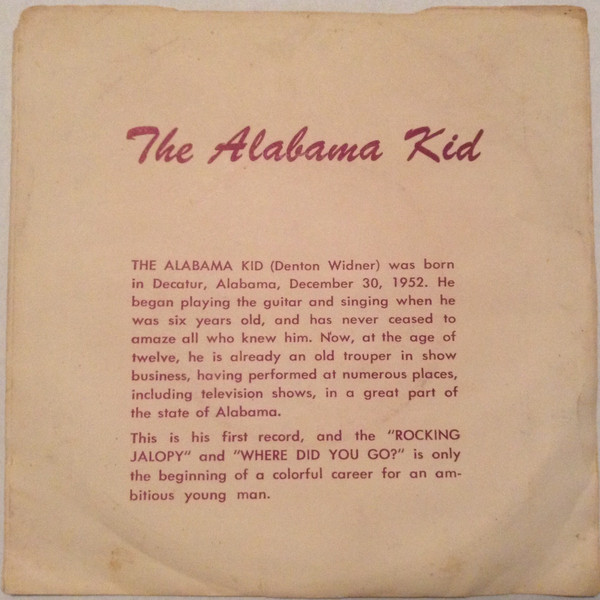 The Alabama Kid
THE ALABAMA KID (Denton Widner) was born
in Decatur, Alabama, December 30, 1952. He
began playing the guitar and singing when he
was six years old, and has never ceased to
amaze all who knew him. Now, at the age of
twelve, he is already an old trouper in show
business, having performed at numerous places,
including television shows, in a great part of
the state of Alabama.
This is his first record, and the "ROCKING
JALOPY" and "WHERE DID YOU GO?" is only
the beginning of a colorful career for an am-
bitious young man.